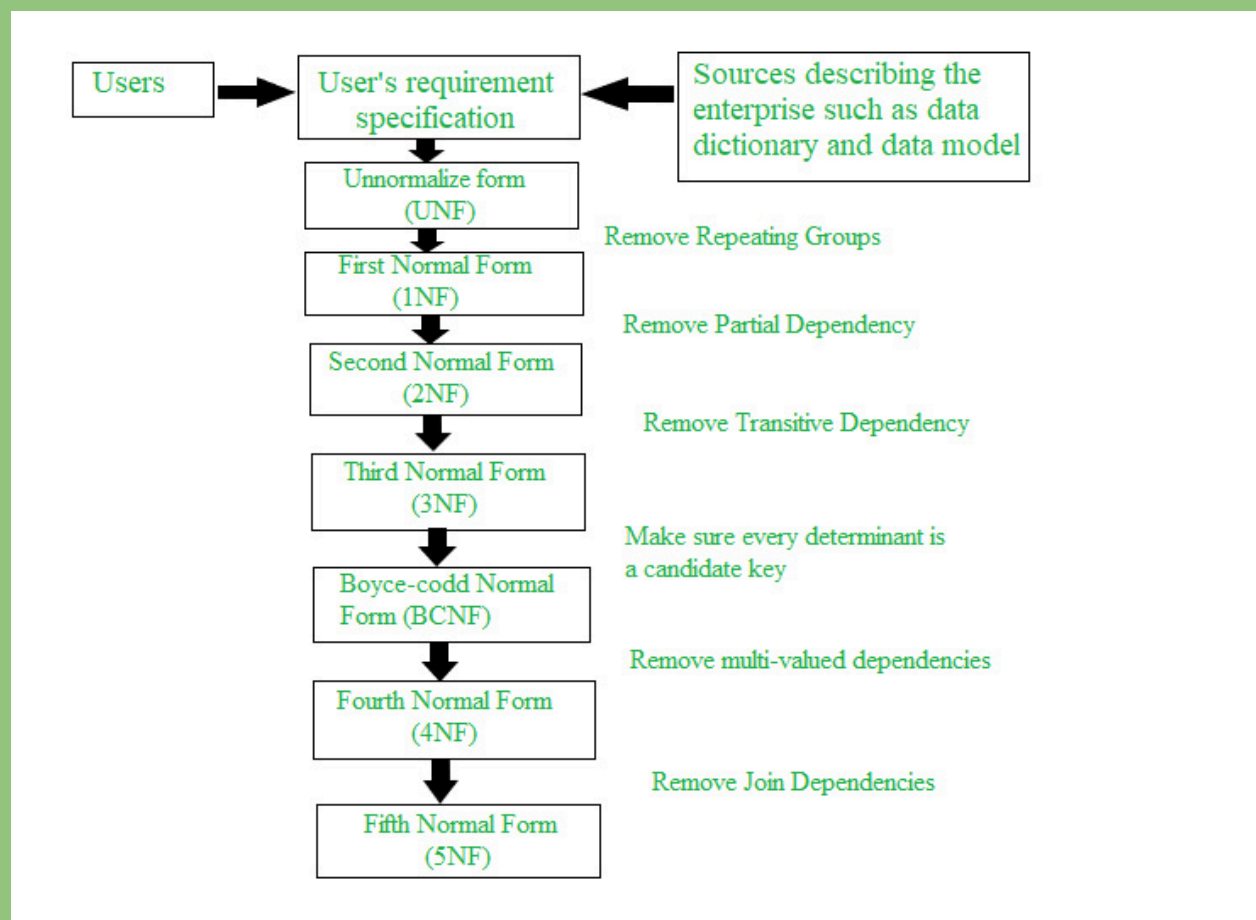 Users
User's requirement
specification
Sources describing the
enterprise such as data
dictionary and data model
Unnormalize form
(UNF)
Remove Repeating Groups
First Normal Form
(1NF)
Remove Partial Dependency
Second Normal Form
(2NF)
Remove Transitive Dependency
Third Normal Form
(3NF)
Make sure every determinant is
a candidate key
Boyce-codd Normal
Form (BCNF)
Remove multi-valued dependencies
Fourth Normal Form
(4NF)
Remove Join Dependencies
Fifth Normal Form
(5NF)